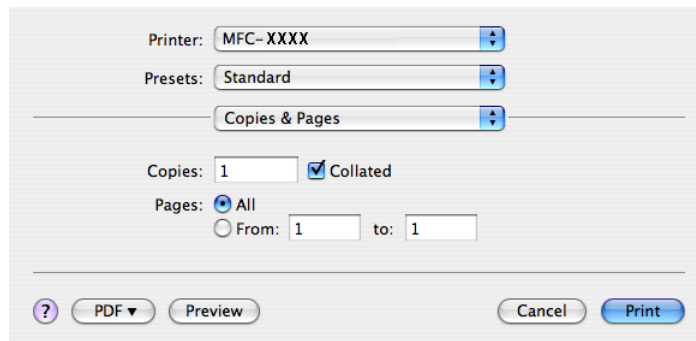 Printer: MFC-XXXX
Presets: Standard
Copies & Pages
Copies: 1 Collated
Pages: All
From: 1 to: 1
? PDF▼ Preview Cancel Print